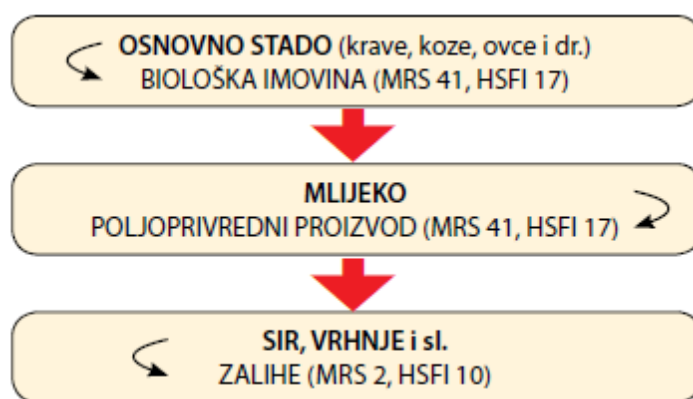 OSNOVNO STADO (krave, koze, ovce i dr.)
BIOLOŠKA IMOVINA (MRS 41, HSFI 17)
MLIJEKO
POLJOPRIVREDNI PROIZVOD (MRS 41, HSFI 17)
SIR, VRHNJE i sl.
ZALIHE (MRS 2, HSFI 10)